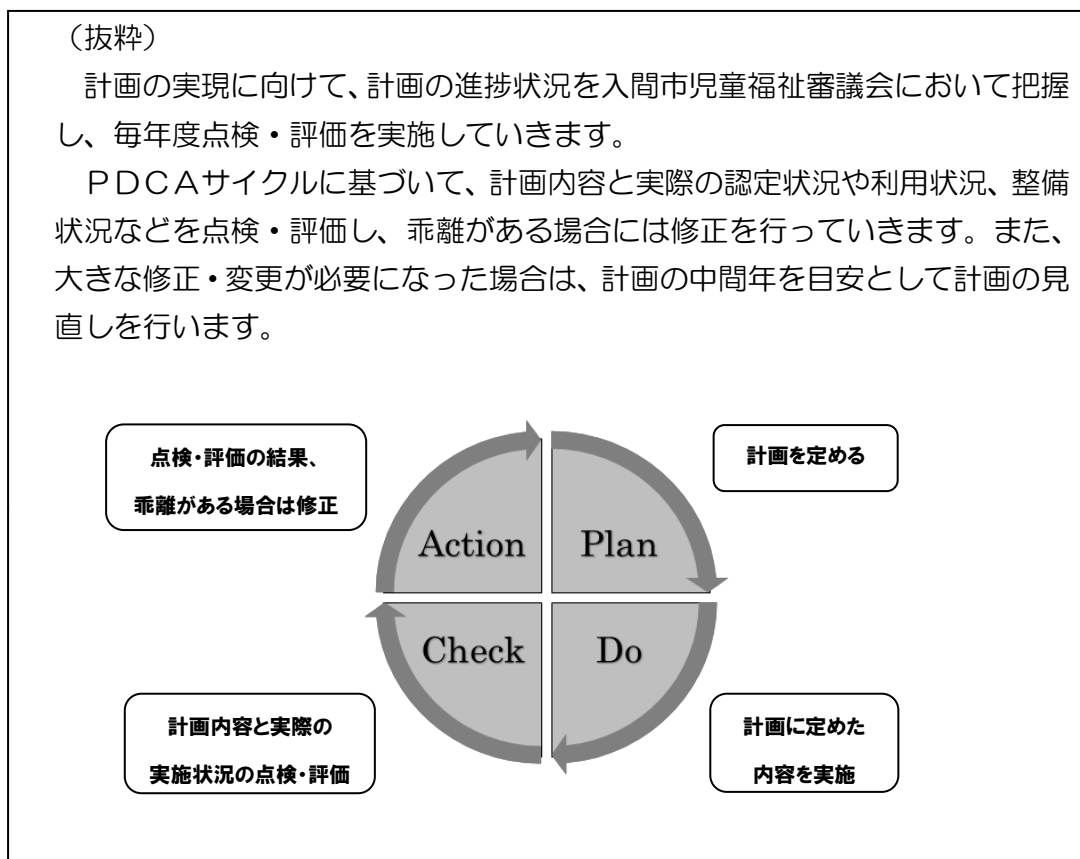 （抜粋）
　計画の実現に向けて、計画の進捗状況を入間市児童福祉審議会において把握
し、毎年度点検・評価を実施していきます。
　ＰＤＣＡサイクルに基づいて、計画内容と実際の認定状況や利用状況、整備
状況などを点検・評価し、乖離がある場合には修正を行っていきます。また、
大きな修正・変更が必要になった場合は、計画の中間年を目安として計画の見
直しを行います。
点検・評価の結果、
乖離がある場合は修正
計画を定める
Action
Plan
Check
Do
計画内容と実際の
実施状況の点検・評価
計画に定めた
内容を実施